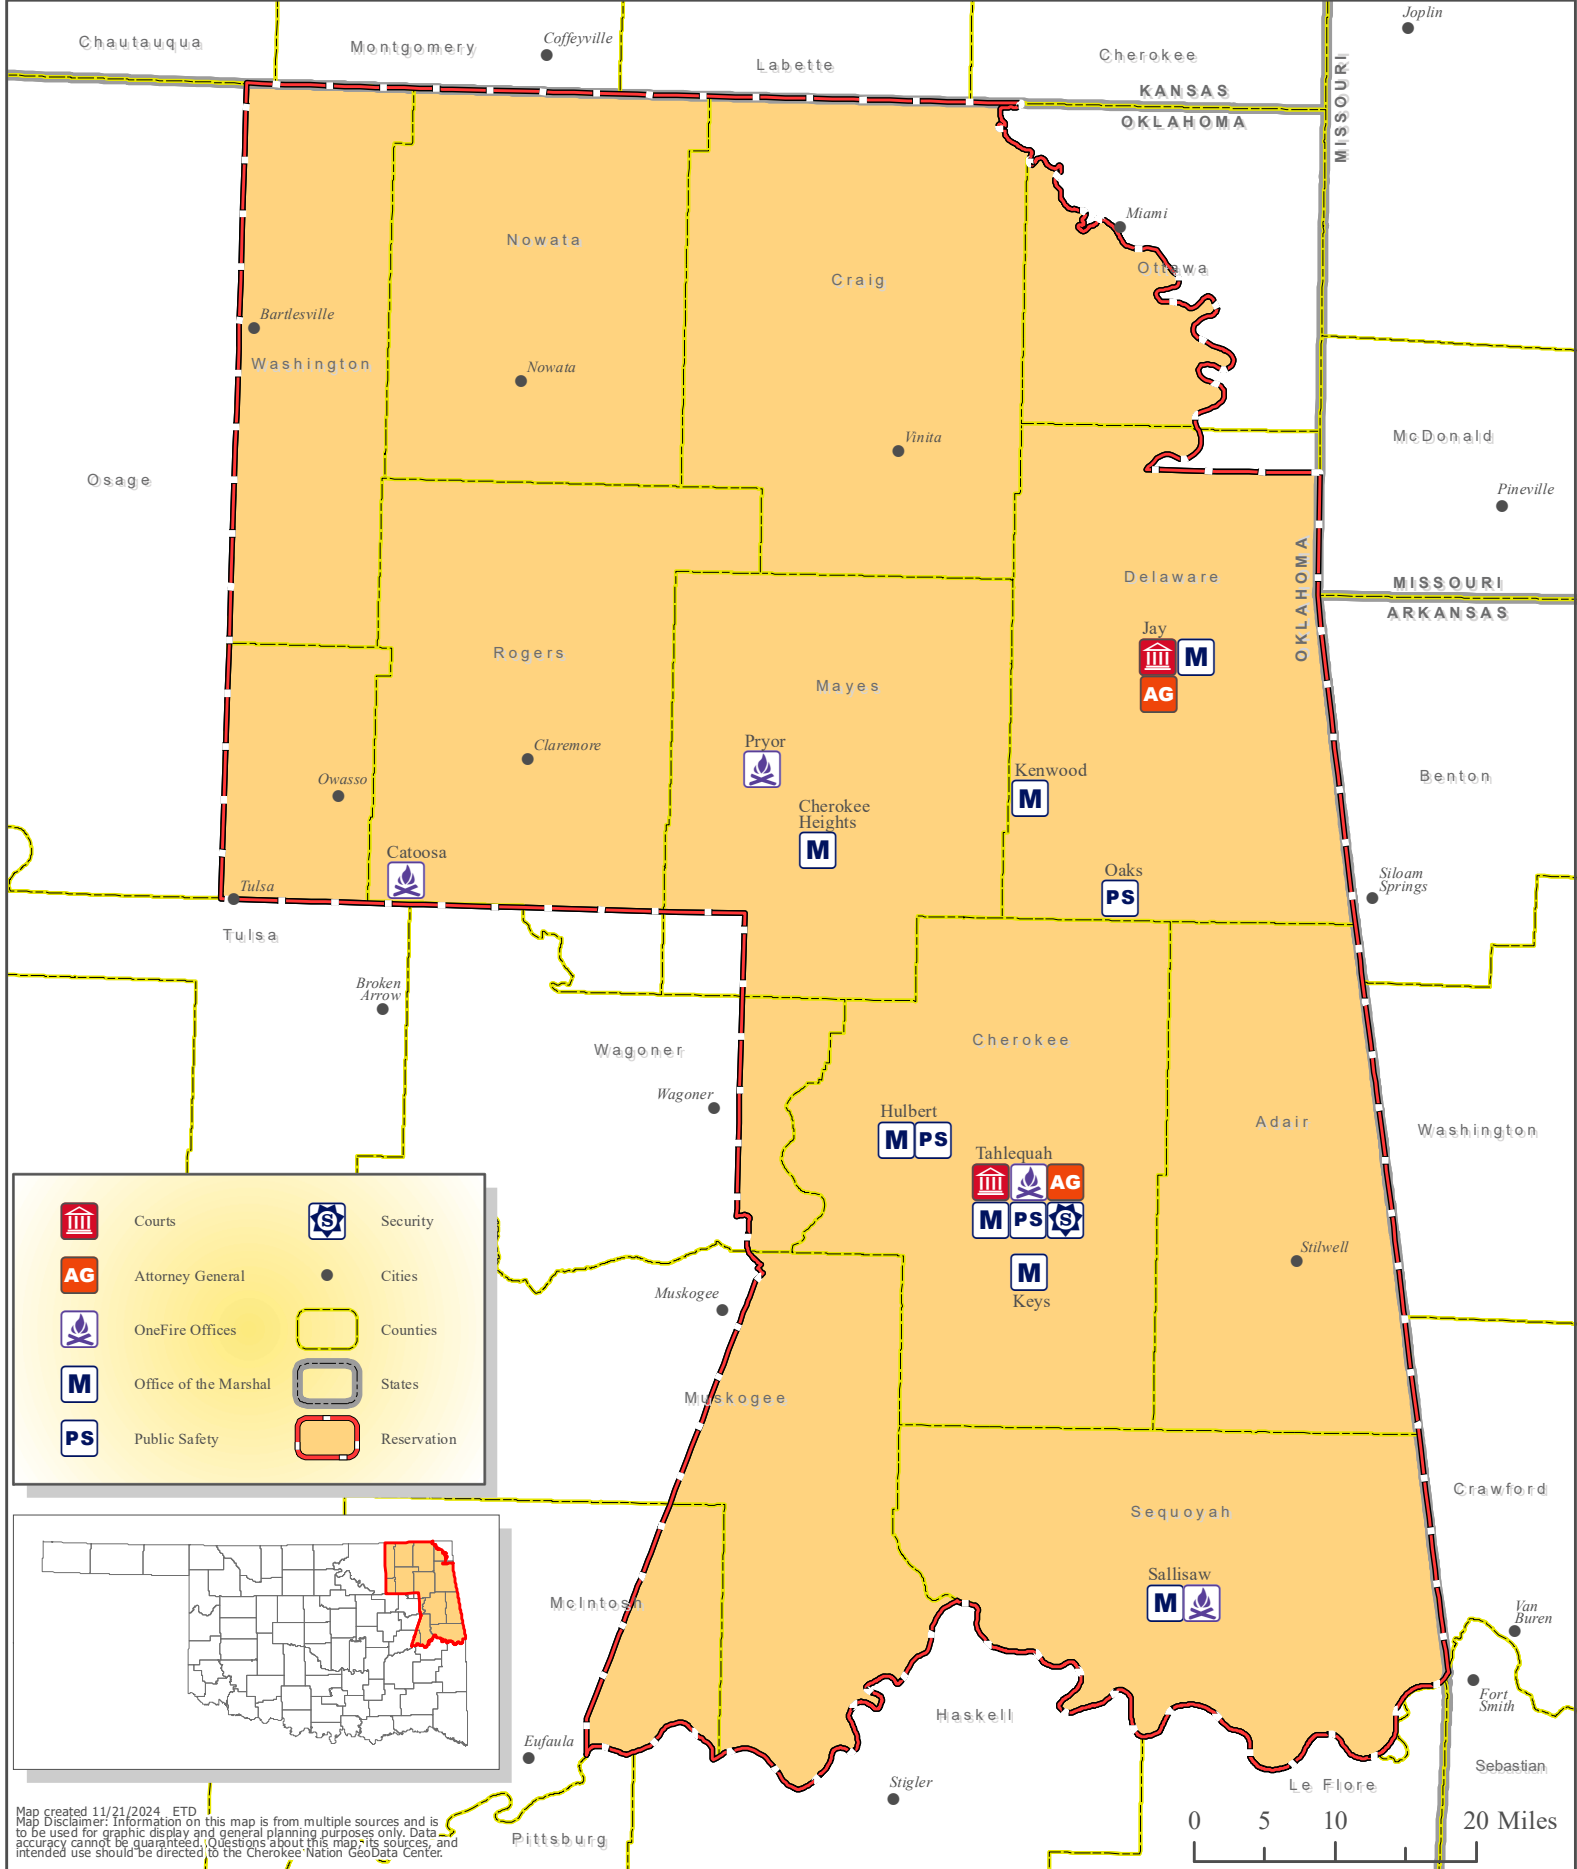 Joplin
Coffeyville
Chautauqua
Montgomery
Labette
Cherokee
KANSAS
OKLAHOMA
MISSOURI
Miami
Nowata
Ottawa
Craig
Bartlesville
Washington
Nowata
Vinita
McDonald
Osage
Pineville
OKLAHOMA
Delaware
MISSOURI
ARKANSAS
Jay
M
AG
Rogers
Mayes
Pryor
Claremore
Kenwood
M
Owasso
Benton
Cherokee
Heights
M
Catoosa
Oaks
PS
Siloam
Springs
Tulsa
Tulsa
Broken
Arrow
Wagoner
Cherokee
Wagoner
Hulbert
M PS
Adair
Washington
Tahlequah
AG
M PS S
Stilwell
M
Keys
Muskogee
Muskogee
Courts
S Security
AG Attorney General
Cities
OneFire Offices
Counties
M Office of the Marshal
States
PS Public Safety
Reservation
Crawford
Sequoyah
Sallisaw
M
McIntosh
Van
Buren
Fort
Smith
Haskell
Eufaula
Stigler
Sebastian
Le Flore
Pittsburg
0 5 10 20 Miles
Map created 11/21/2024 ETD
Map Disclaimer: Information on this map is from multiple sources and is
to be used for graphic display and general planning purposes only. Data
accuracy cannot be guaranteed. Questions about this map, its sources, and
intended use should be directed to the Cherokee Nation GeoData Center.